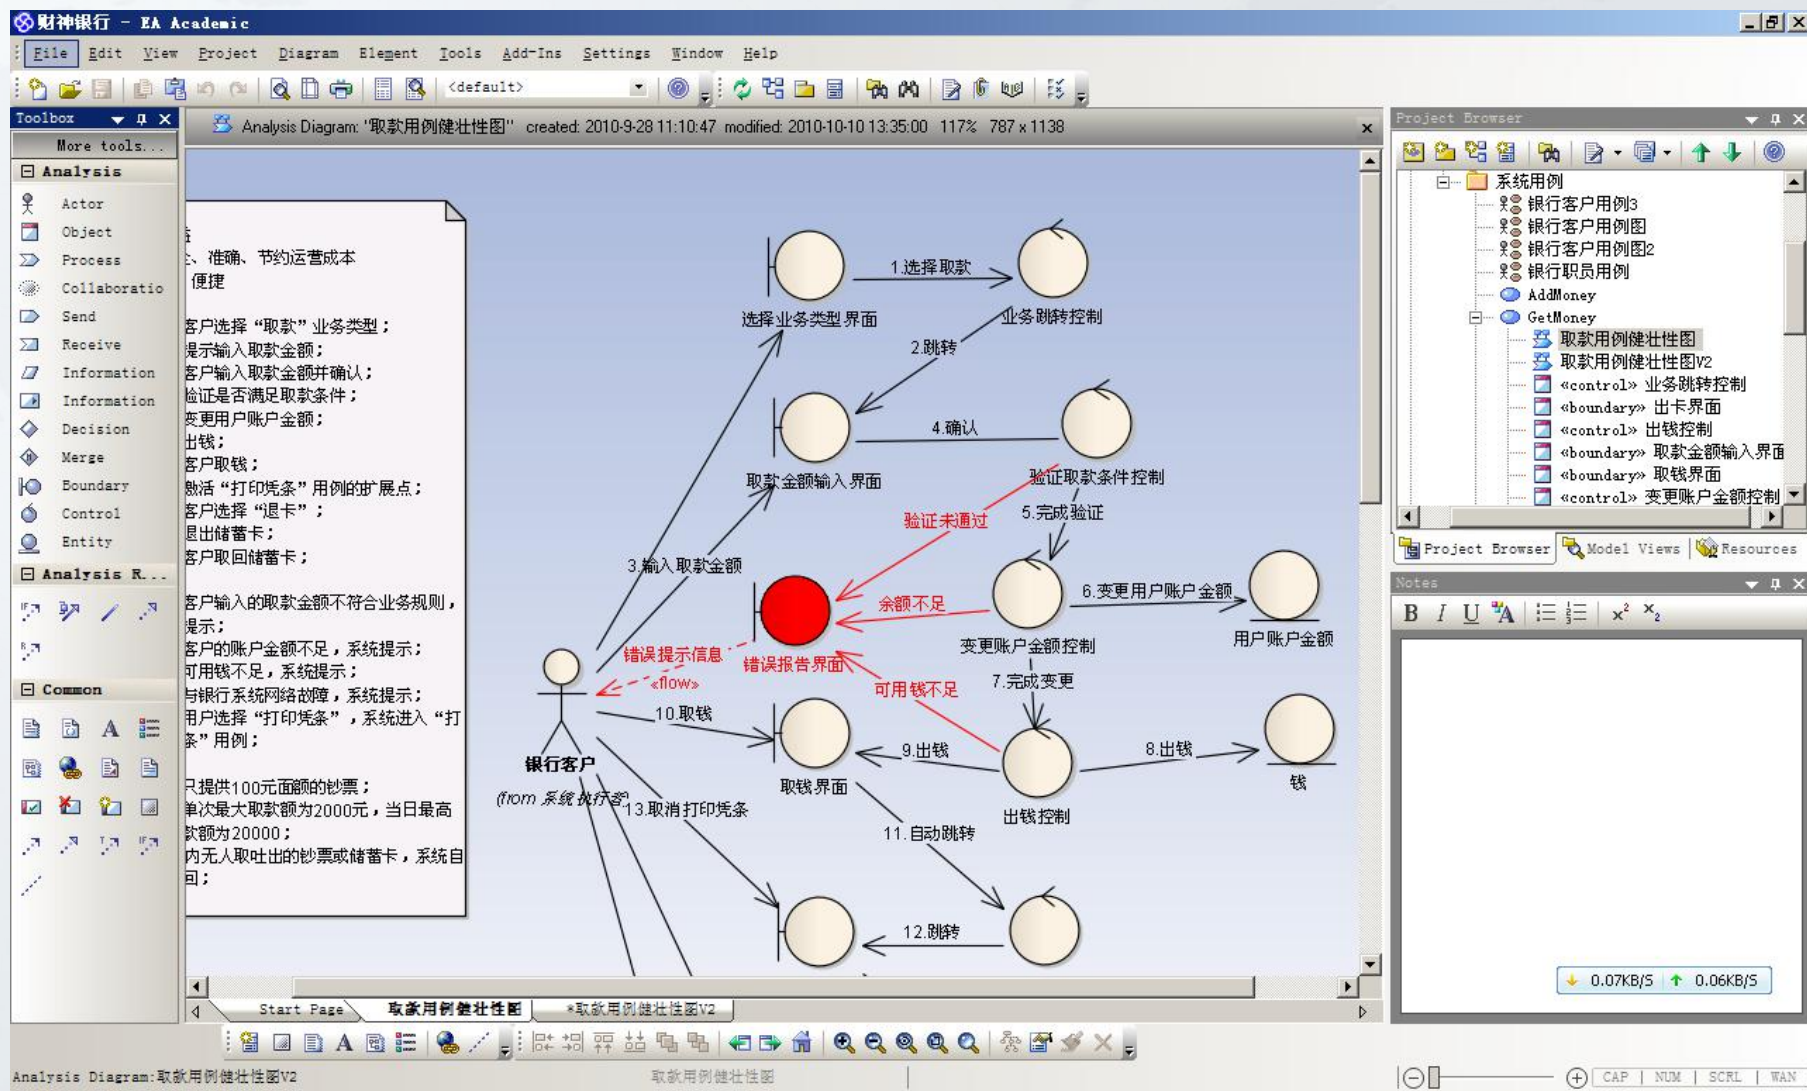 财神银行 - EA Academic
File Edit View Project Diagram Element Tools Add-Ins Settings Window Help
<default>
Toolbox
More tools...
Analysis
Actor
Object
Process
Collaboratio
Send
Receive
Information
Information
Decision
Merge
Boundary
Control
Entity
Analysis R...
Common
Analysis Diagram: "取款用例健壮性图" created: 2010-9-28 11:10:47 modified: 2010-10-10 13:35:00 117% 787 x 1138
、准确、节约运营成本
便捷
客户选择“取款”业务类型；
提示输入取款金额；
客户输入取款金额并确认；
验证是否满足取款条件；
变更用户账户金额；
出钱；
客户取钱；
激活“打印凭条”用例的扩展点；
客户选择“退卡”；
退出储蓄卡；
客户取回储蓄卡；
客户输入的取款金额不符合业务规则，
提示；
客户的账户金额不足，系统提示；
可用钱不足，系统提示；
与银行系统网络故障，系统提示；
用户选择“打印凭条”，系统进入“打
条”用例；
只提供100元面额的钞票；
单次最大取款额为2000元，当日最高
款额为20000；
内无人取吐出的钞票或储蓄卡，系统自
回；
1.选择取款
选择业务类型界面
业务跳转控制
2.跳转
4.确认
取款金额输入界面
验证取款条件控制
验证未通过
5.完成验证
3.输入取款金额
余额不足
6.变更用户账户金额
用户账户金额
变更账户金额控制
错误提示信息
错误报告界面
«flow»
可用钱不足
7.完成变更
10.取钱
9.出钱
8.出钱
银行客户
(from 系统执行者)
取钱界面
出钱控制
钱
13.取消打印凭条
11.自动跳转
12.跳转
Start Page
取款用例健壮性图
*取款用例健壮性图V2
Project Browser
系统用例
银行客户用例3
银行客户用例图
银行客户用例图2
银行职员用例
AddMoney
GetMoney
取款用例健壮性图
取款用例健壮性图V2
«control» 业务跳转控制
«boundary» 出卡界面
«control» 出钱控制
«boundary» 取款金额输入界面
«boundary» 取钱界面
«control» 变更账户金额控制
Project Browser Model Views Resources
Notes
B I U A x² x₂
0.07KB/S 0.06KB/S
Analysis Diagram:取款用例健壮性图V2
取款用例健壮性图
CAP NUM SCRL WAN